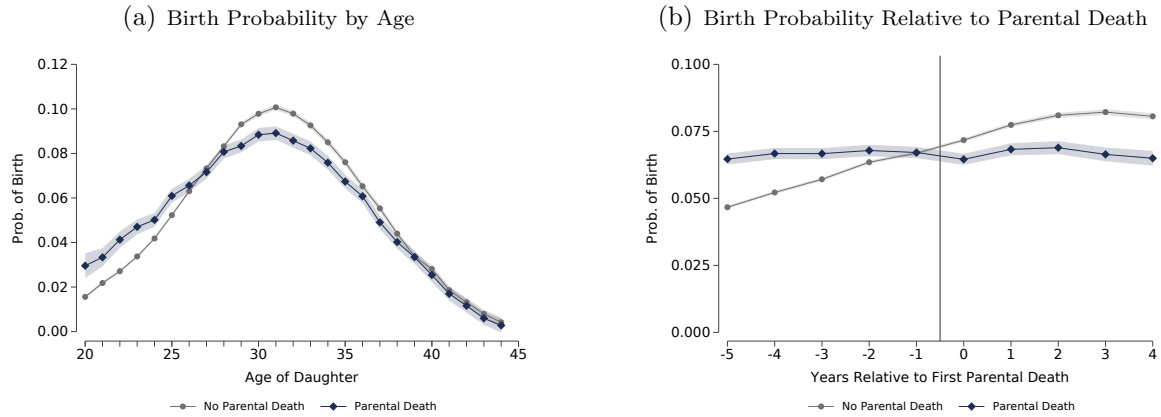 (a) Birth Probability by Age
0.12
0.10
0.08
0.06
0.04
0.02
0.00
Prob. of Birth
20 25 30 35 40 45
Age of Daughter
No Parental Death Parental Death
(b) Birth Probability Relative to Parental Death
0.100
0.075
0.050
0.025
0.000
Prob. of Birth
-5 -4 -3 -2 -1 0 1 2 3 4
Years Relative to First Parental Death
No Parental Death Parental Death